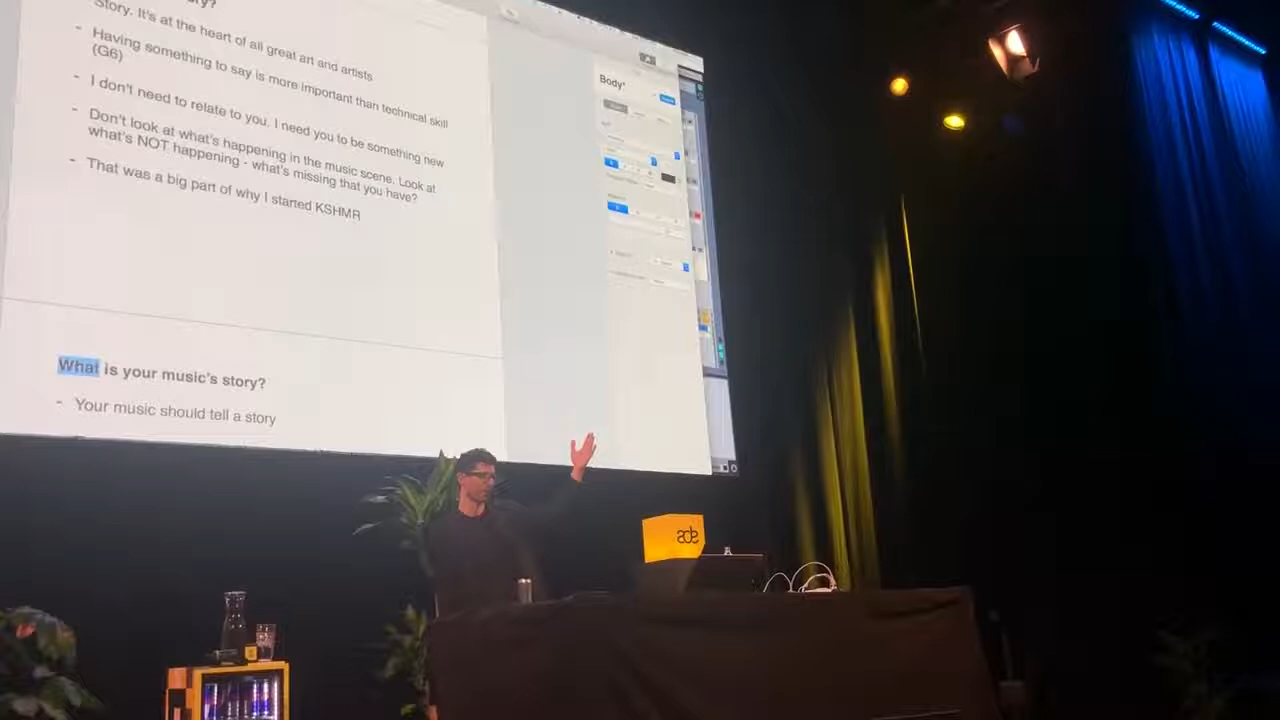 Story. It's at the heart of all great art and artists
- Having something to say is more important than technical skill
(G6)
- I don't need to relate to you. I need you to be something new
- Don't look at what's happening in the music scene. Look at
what's NOT happening - what's missing that you have?
- That was a big part of why I started KSHMR
What is your music's story?
- Your music should tell a story
Body*
ade